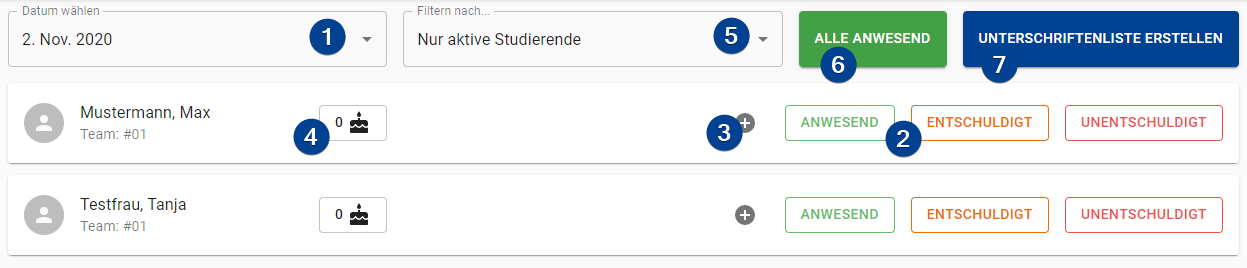 Datum wählen
2. Nov. 2020
1
Filtern nach...
Nur aktive Studierende
5
ALLE ANWESEND
6
UNTERSCHRIFTENLISTE ERSTELLEN
7
Mustermann, Max
Team: #01
4
0
3
ANWESEND
2
ENTSCHULDIGT
UNENTSCHULDIGT
Testfrau, Tanja
Team: #01
0
ANWESEND
ENTSCHULDIGT
UNENTSCHULDIGT